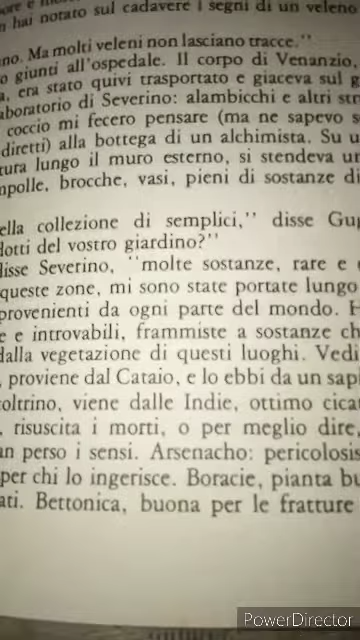 hai notato sul cadavere i segni di un veleno
no. Ma molti veleni non lasciano tracce."
o giunti all'ospedale. Il corpo di Venanzio,
a, era stato quivi trasportato e giaceva sul g
aboratorio di Severino: alambicchi e altri str
coccio mi fecero pensare (ma ne sapevo s
diretti) alla bottega di un alchimista. Su u
tura lungo il muro esterno, si stendeva un
mpolle, brocche, vasi, pieni di sostanze di
ella collezione di semplici," disse Gug
dotti del vostro giardino?"
disse Severino, "molte sostanze, rare e
queste zone, mi sono state portate lungo
provenienti da ogni parte del mondo. H
e e introvabili, frammiste a sostanze ch
dalla vegetazione di questi luoghi. Vedi
, proviene dal Cataio, e lo ebbi da un sapi
oltrino, viene dalle Indie, ottimo cica
. risuscita i morti, o per meglio dire,
an perso i sensi. Arsenacho: pericolosis
per chi lo ingerisce. Boracie, pianta bu
ati. Bettonica, buona per le fratture
PowerDirector